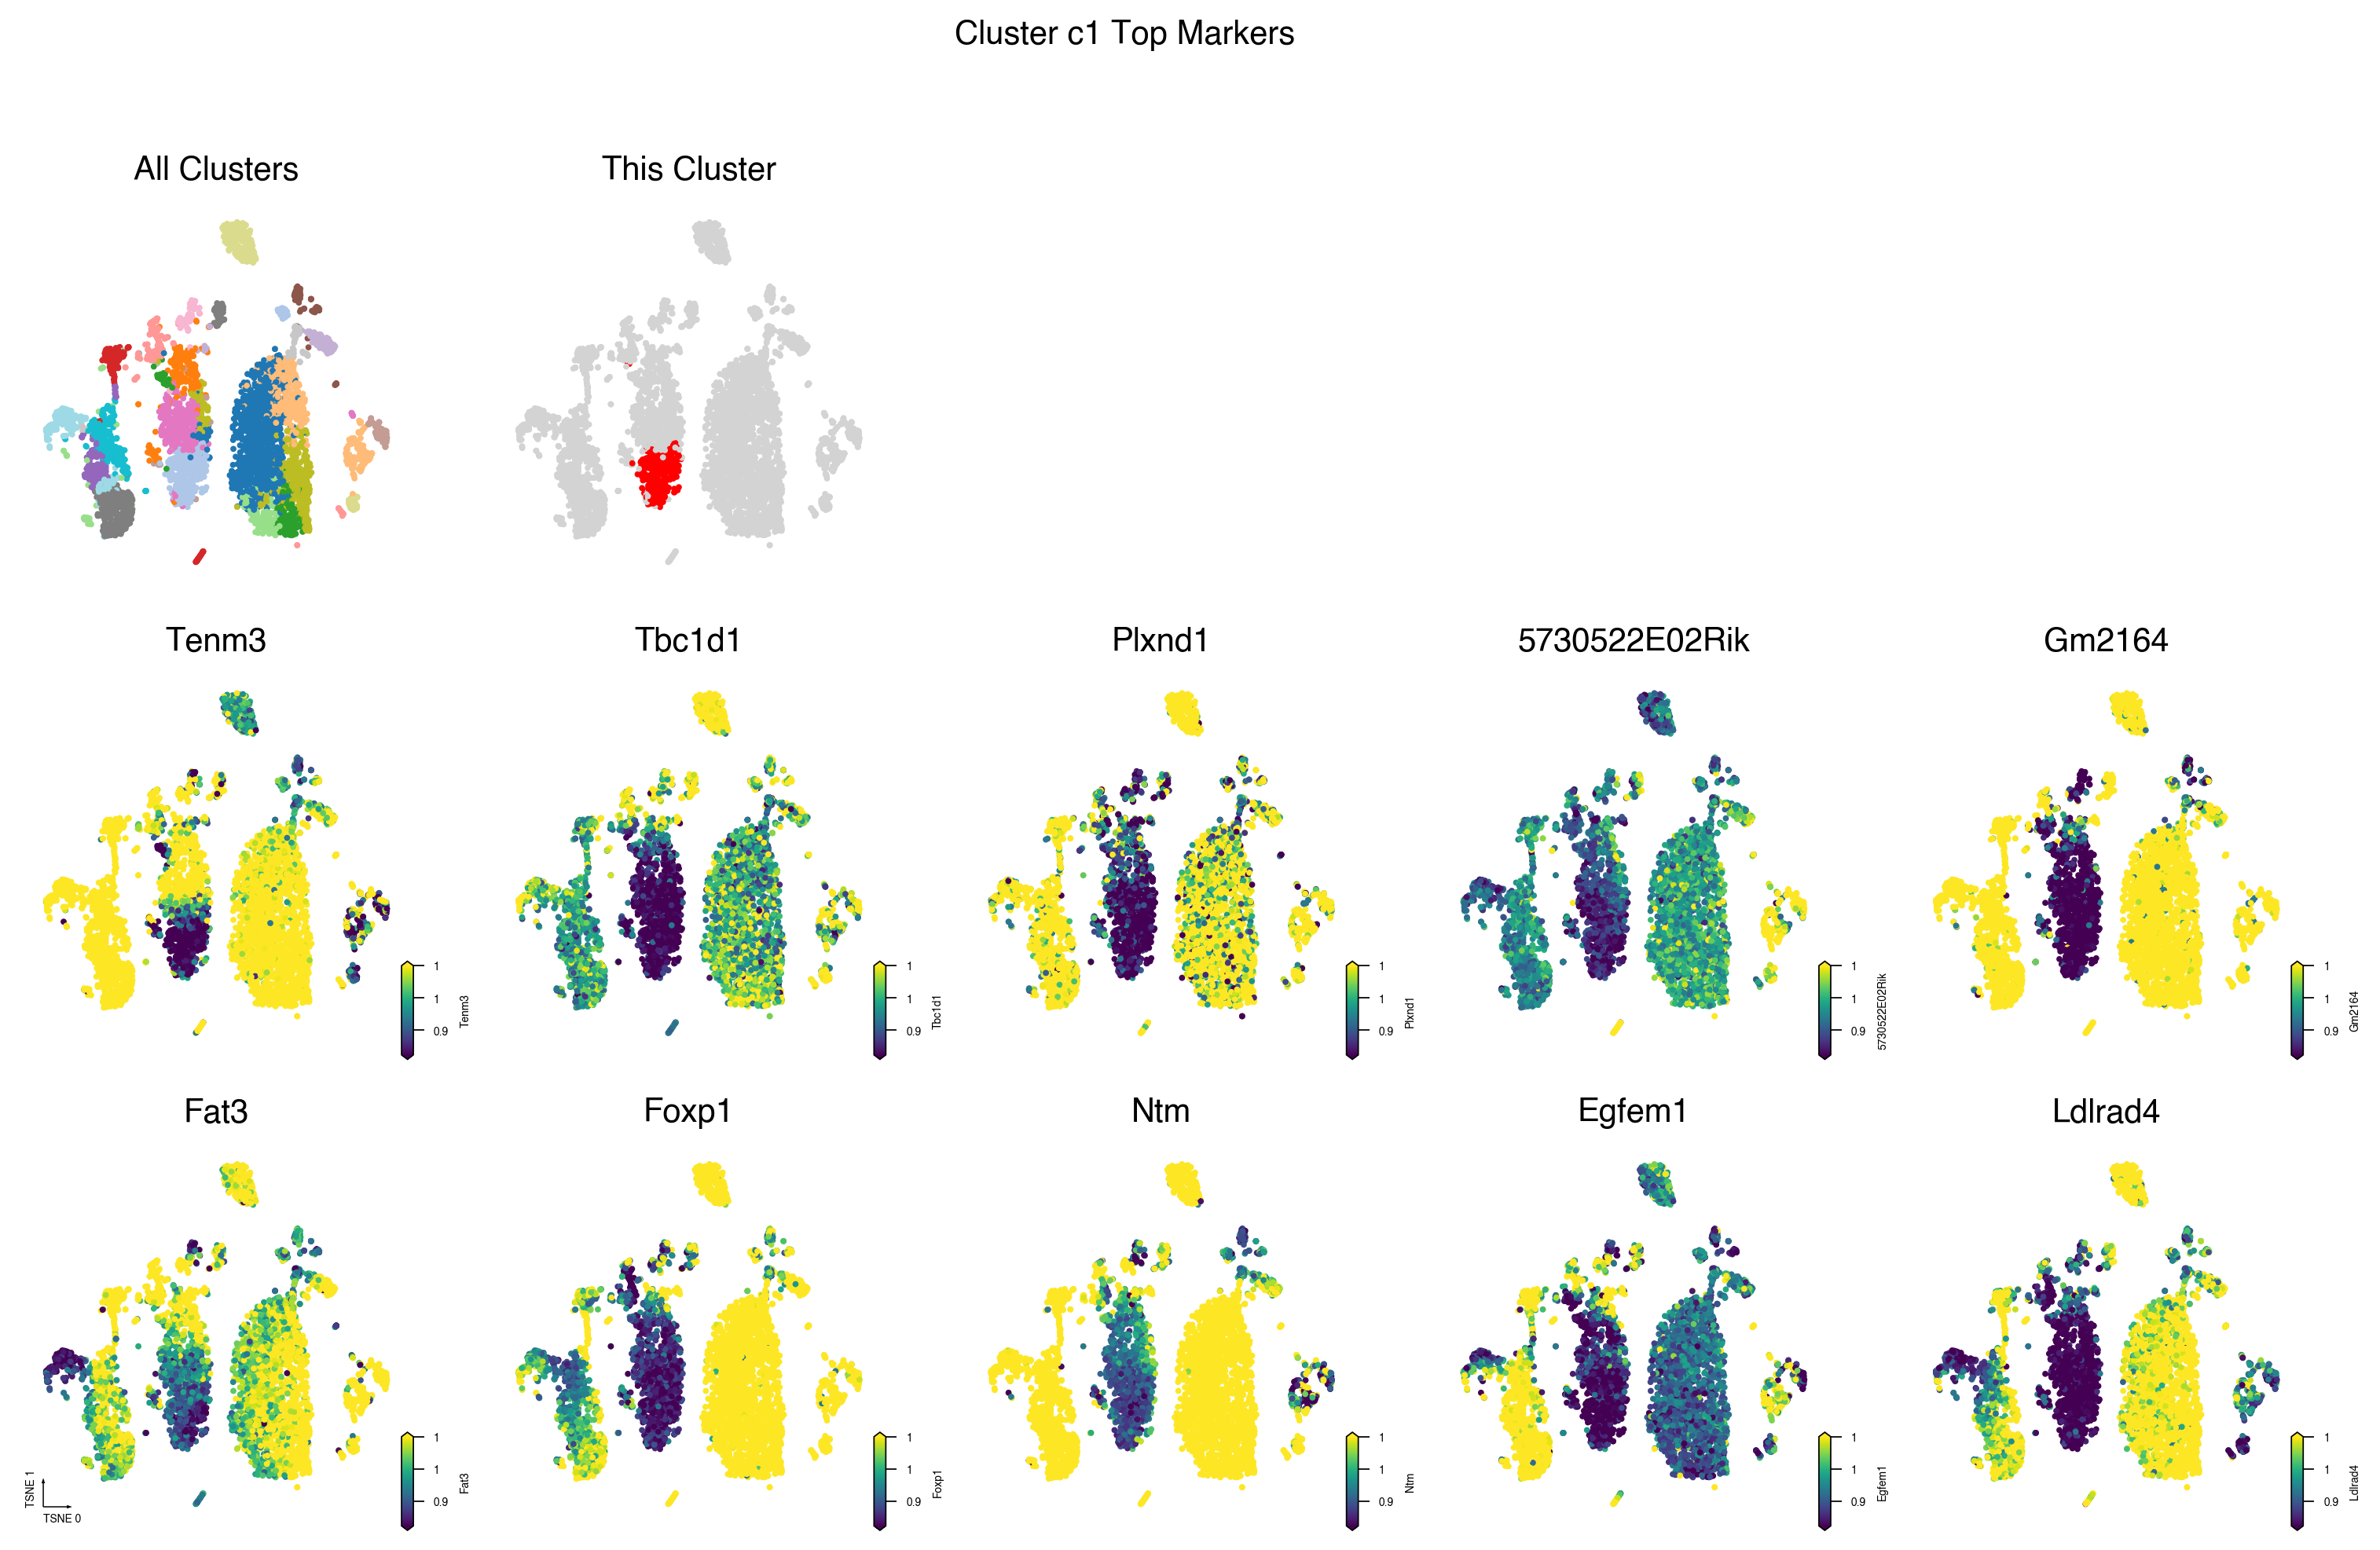 Cluster c1 Top Markers
All Clusters
This Cluster
Tenm3
Tbc1d1
Plxnd1
5730522E02Rik
Gm2164
1
1
0.9
Tenm3
1
1
0.9
Tbc1d1
1
1
0.9
Plxnd1
1
1
0.9
5730522E02Rik
1
1
0.9
Gm2164
Fat3
Foxp1
Ntm
Egfem1
Ldlrad4
TSNE 1
TSNE 0
1
1
0.9
Fat3
1
1
0.9
Foxp1
1
1
0.9
Ntm
1
1
0.9
Egfem1
1
1
0.9
Ldlrad4